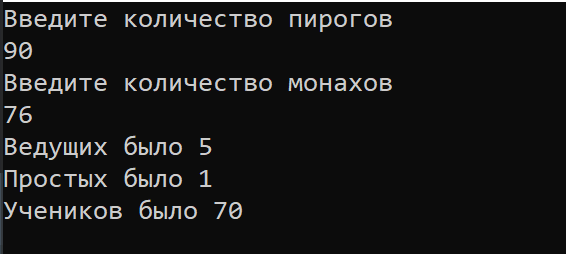 Введите количество пирогов
90
Введите количество монахов
76
Ведущих было 5
Простых было 1
Учеников было 70